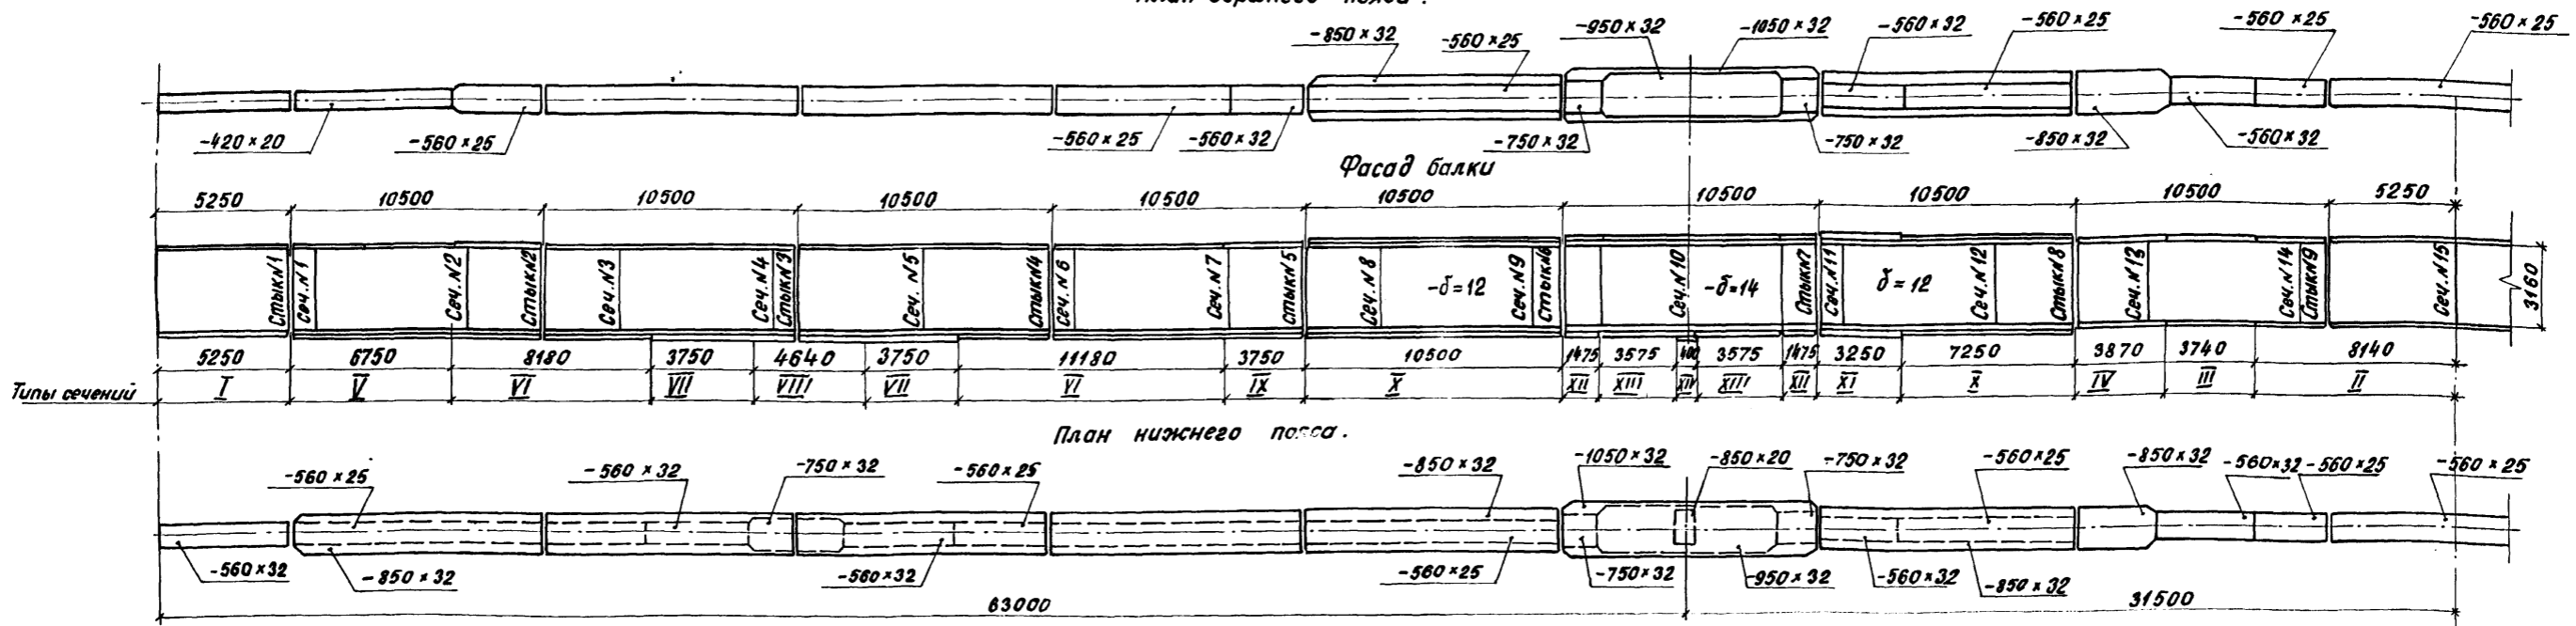 -850×32 -560×25 -950×32 -1050×32 -560×32 -560×25 -560×25 -560×25
-420×20 -560×25 -560×25 -560×32 -750×32 -750×32 -850×32 -560×32
Фасад балки
5250 10500 10500 10500 10500 10500 10500 10500 10500 5250
Стык№1 Сеч.№1 Сеч.№2 Стык№2 Сеч.№3 Сеч.№4 Стык№3 Сеч.№5 Стык№4 Сеч.№6 Сеч.№7 Стык№5 Сеч.№8 -δ=12 Сеч.№9 Стык№6 Сеч.№10 -δ=14 Стык№7 Сеч.№11 δ=12 Сеч.№12 Стык№8 Сеч.№13 Сеч.№14 Стык№9 Сеч.№15 3160
5250 6750 8180 3750 4640 3750 11180 3750 10500 1475 3575 400 3575 1475 3250 7250 3870 3740 8140
Типы сечений I V VI VII VIII VII VI IX X XII XIII XIV XIII XII XI X IV III II
План нижнего пояса.
-560×25 -560×32 -750×32 -560×25 -850×32 -1050×32 -850×20 -750×32 -560×25 -850×32 -560×32 -560×25 -560×25
-560×32 -850×32 -560×32 -560×25 -750×32 -950×32 -560×32 -850×32
63000 31500